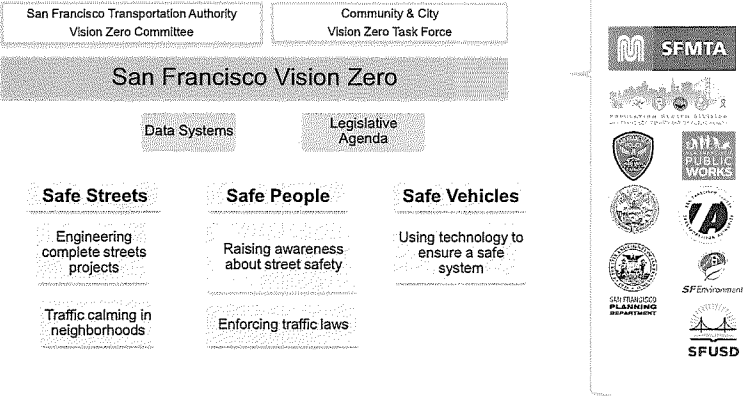 San Francisco Transportation Authority
Vision Zero Committee
Community & City
Vision Zero Task Force
San Francisco Vision Zero
Data Systems
Legislative
Agenda
Safe Streets
Engineering
complete streets
projects
Traffic calming in
neighborhoods
Safe People
Raising awareness
about street safety
Enforcing traffic laws
Safe Vehicles
Using technology to
ensure a safe
system
SFMTA
PUBLIC
WORKS
SAN FRANCISCO
PLANNING
DEPARTMENT
SFEnvironment
SFUSD